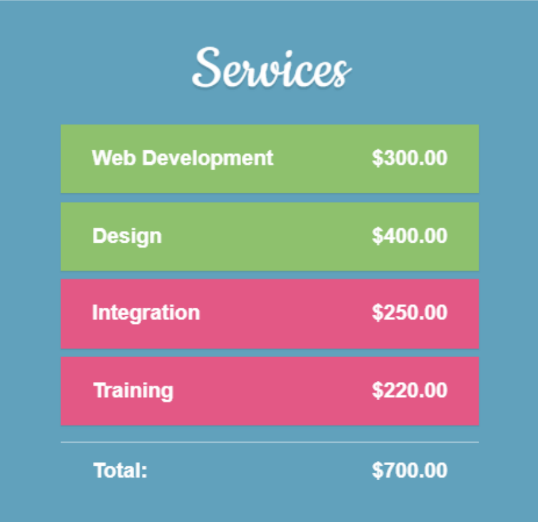 Services
Web Development $300.00
Design $400.00
Integration $250.00
Training $220.00
Total: $700.00